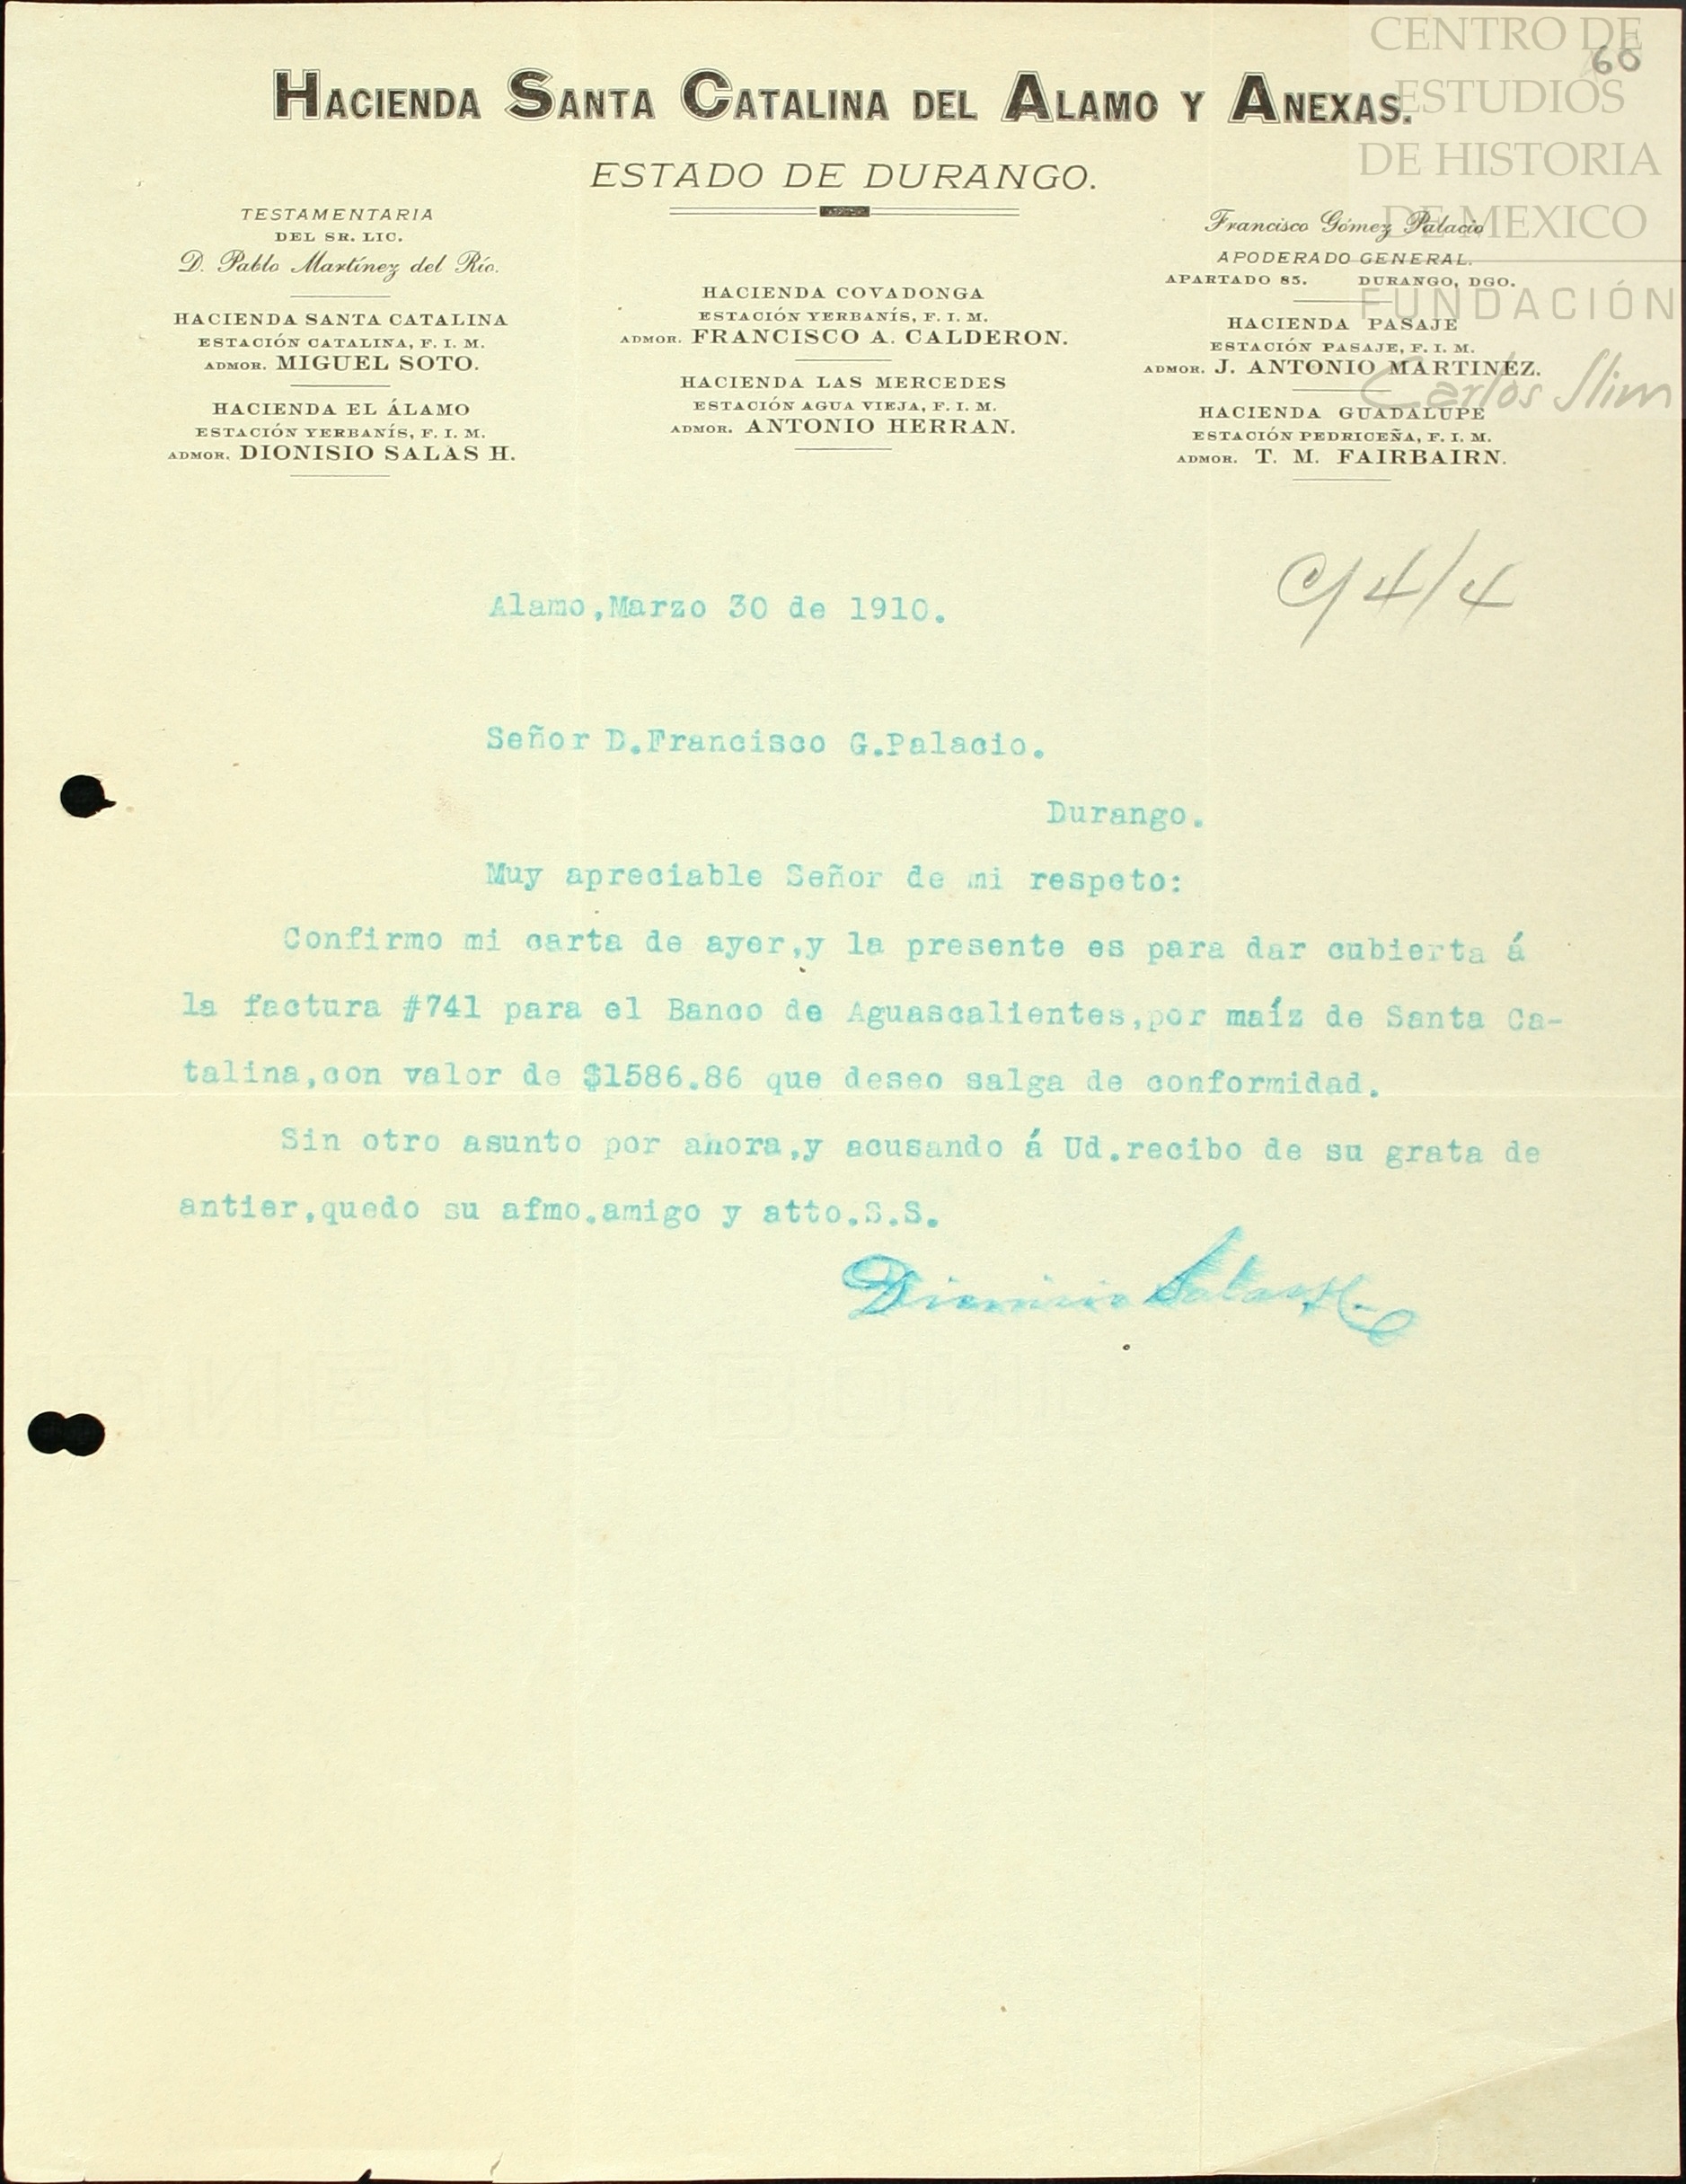 CENTRO DE
ESTUDIOS
DE HISTORIA
DE MEXICO
FUNDACIÓN
Carlos Slim
60
HACIENDA SANTA CATALINA DEL ALAMO Y ANEXAS.
ESTADO DE DURANGO.
TESTAMENTARIA
DEL SR. LIC.
D. Pablo Martínez del Río.
HACIENDA SANTA CATALINA
ESTACIÓN CATALINA, F. I. M.
ADMOR. MIGUEL SOTO.
HACIENDA EL ÁLAMO
ESTACIÓN YERBANÍS, F. I. M.
ADMOR. DIONISIO SALAS H.
HACIENDA COVADONGA
ESTACIÓN YERBANÍS, F. I. M.
ADMOR. FRANCISCO A. CALDERON.
HACIENDA LAS MERCEDES
ESTACIÓN AGUA VIEJA, F. I. M.
ADMOR. ANTONIO HERRAN.
Francisco Gómez Palacio
APODERADO GENERAL.
APARTADO 85. DURANGO, DGO.
HACIENDA PASAJE
ESTACIÓN PASAJE, F. I. M.
ADMOR. J. ANTONIO MARTINEZ.
HACIENDA GUADALUPE
ESTACIÓN PEDRICEÑA, F. I. M.
ADMOR. T. M. FAIRBAIRN.
C/4/4
Alamo,Marzo 30 de 1910.
Señor D.Francisco G.Palacio.
Durango.
Muy apreciable Señor de mi respeto:
Confirmo mi carta de ayer,y la presente es para dar cubierta á
la factura #741 para el Banco de Aguascalientes,por maíz de Santa Ca-
talina,con valor de $1586.86 que deseo salga de conformidad.
Sin otro asunto por ahora,y acusando á Ud.recibo de su grata de
antier,quedo su afmo.amigo y atto.S.S.
Dionisio Salas H.